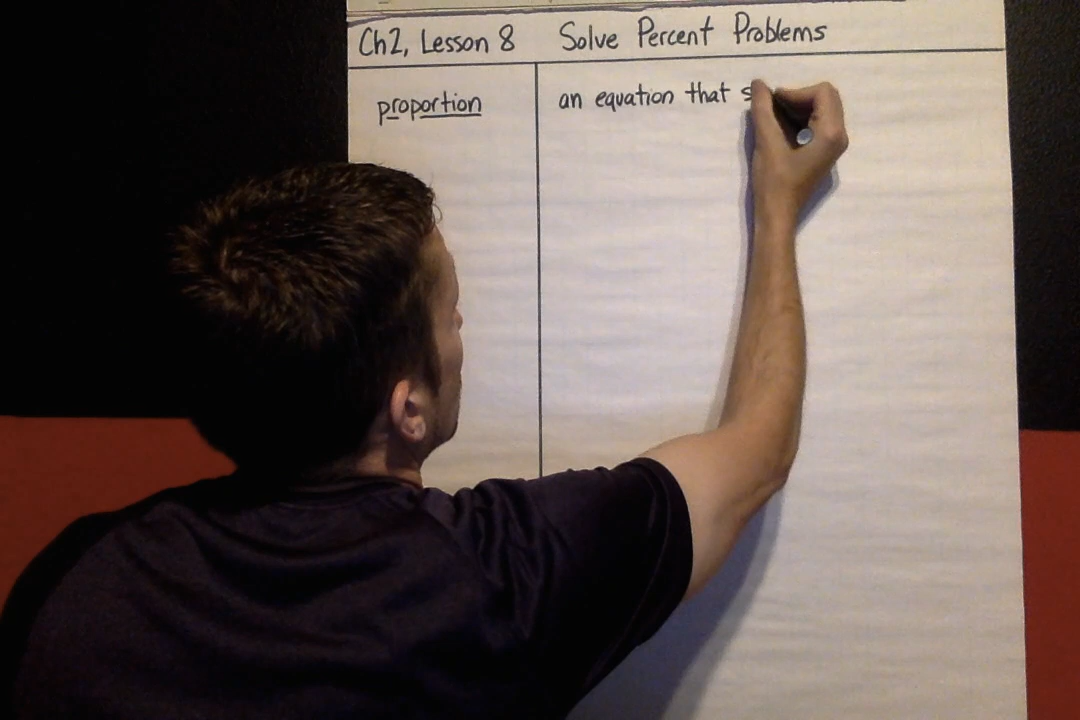 Ch2, Lesson 8 Solve Percent Problems
proportion an equation that s